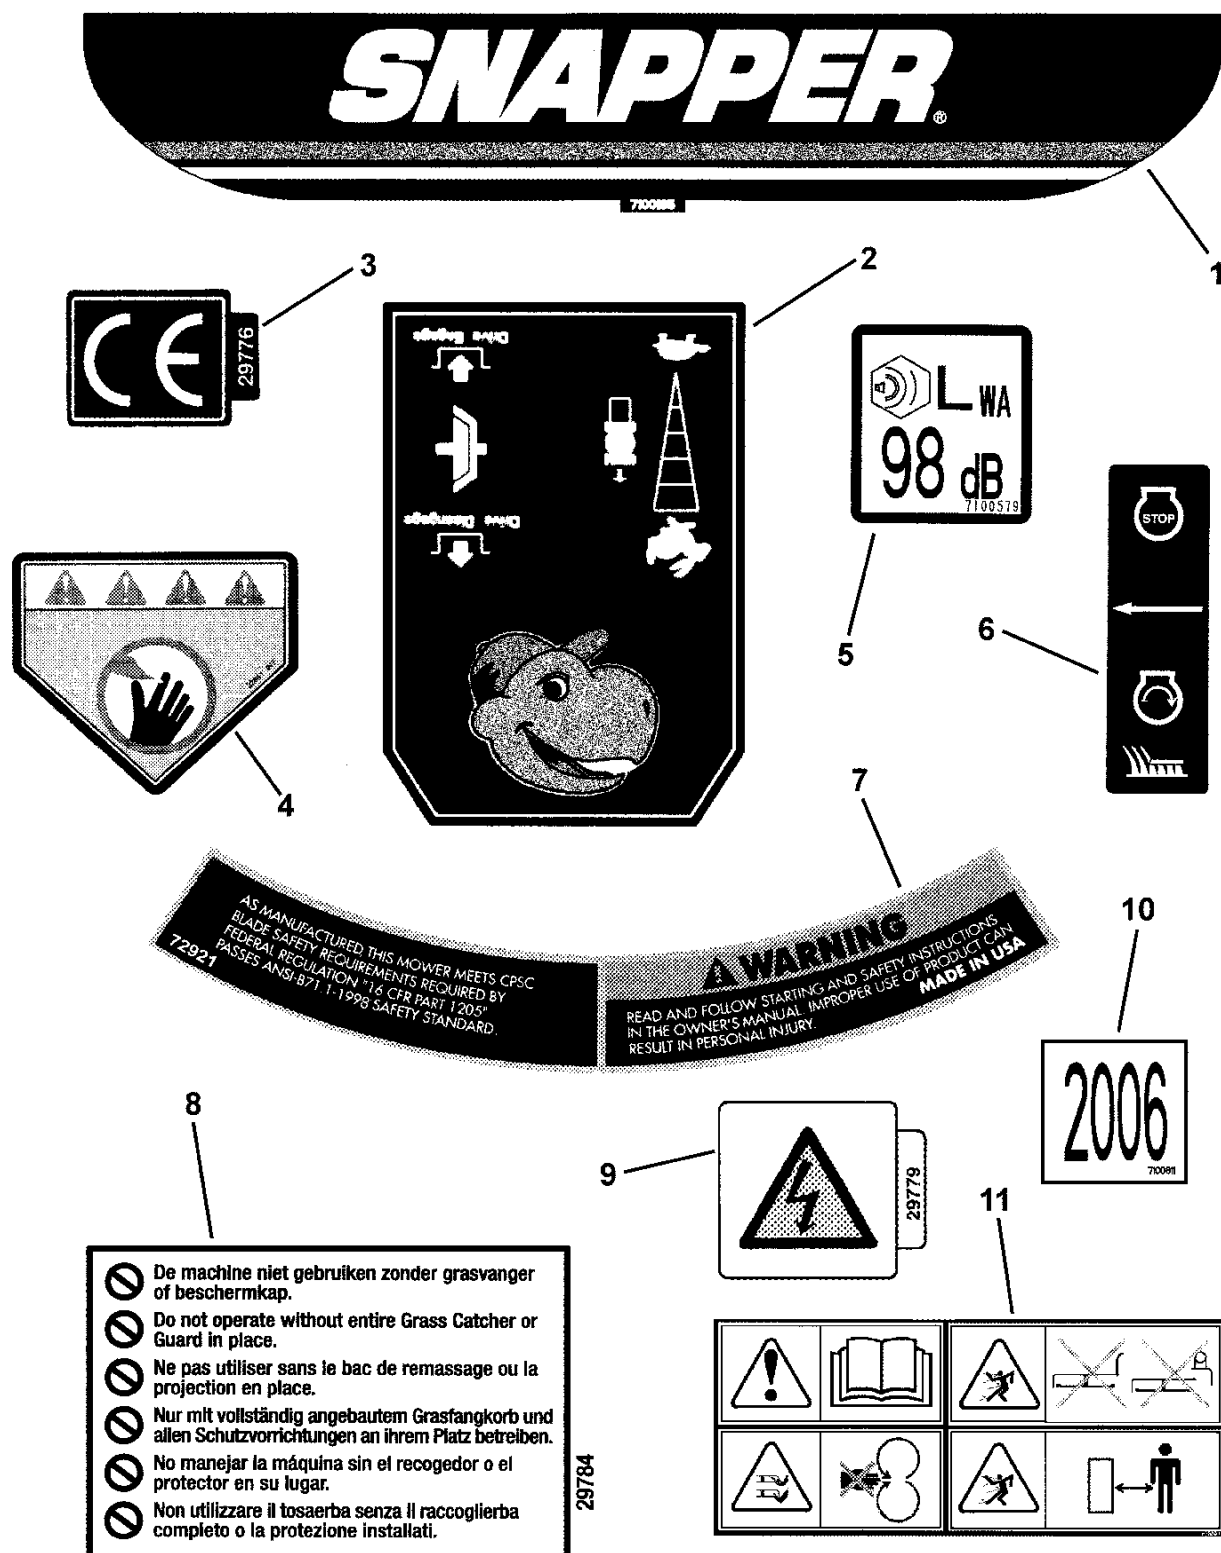 SNAPPER®
1
3
2
CE
29776
Drive Engage
Drive Disengage
L WA
98 dB
7100579
5
STOP
6
4
7
AS MANUFACTURED THIS MOWER MEETS CPSC
BLADE SAFETY REQUIREMENTS REQUIRED BY
FEDERAL REGULATION "16 CFR PART 1205"
PASSES ANSI-B71.1-1998 SAFETY STANDARD.
72921
WARNING
READ AND FOLLOW STARTING AND SAFETY INSTRUCTIONS
IN THE OWNER'S MANUAL. IMPROPER USE OF PRODUCT CAN
RESULT IN PERSONAL INJURY.
MADE IN USA
10
2006
7100811
8
9
29779
11
De machine niet gebruiken zonder grasvanger
of beschermkap.
Do not operate without entire Grass Catcher or
Guard in place.
Ne pas utiliser sans le bac de remassage ou la
projection en place.
Nur mit vollständig angebautem Grasfangkorb und
allen Schutzvorrichtungen an ihrem Platz betreiben.
No manejar la máquina sin el recogedor o el
protector en su lugar.
Non utilizzare il tosaerba senza il raccoglierba
completo o la protezione installati.
29784